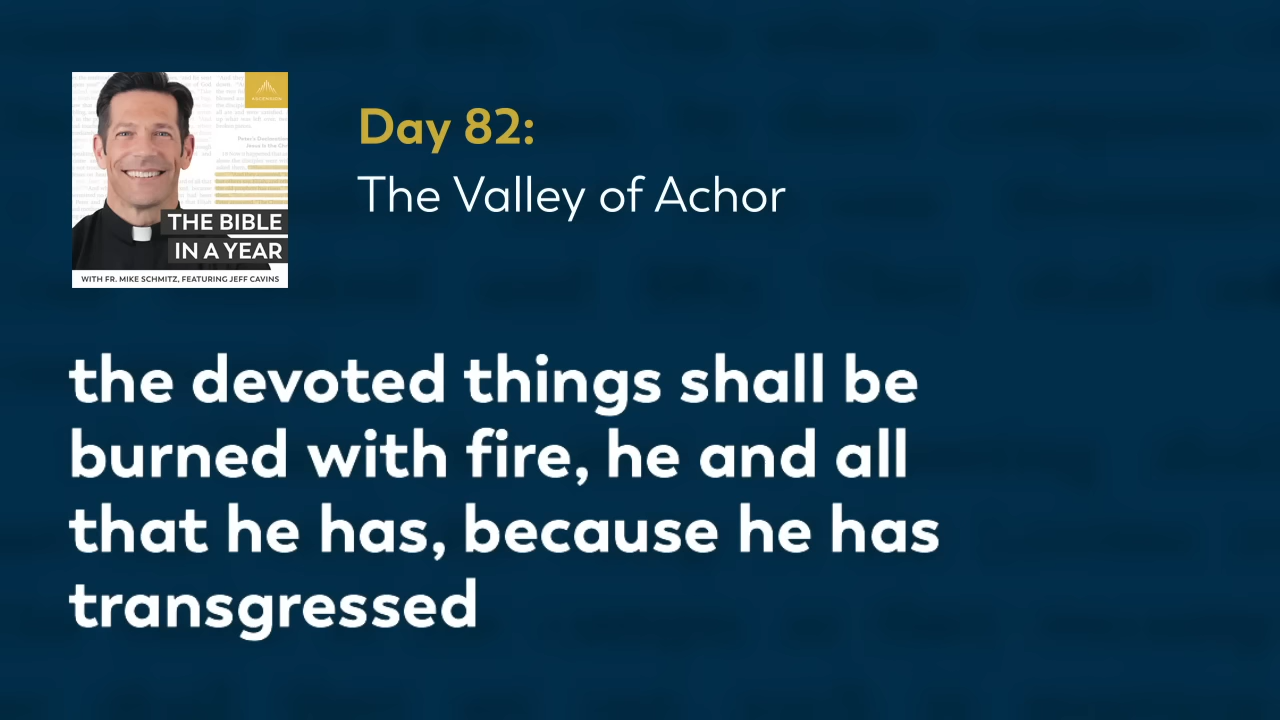 Day 82:
The Valley of Achor
THE BIBLE
IN A YEAR
WITH FR. MIKE SCHMITZ, FEATURING JEFF CAVINS
the devoted things shall be
burned with fire, he and all
that he has, because he has
transgressed